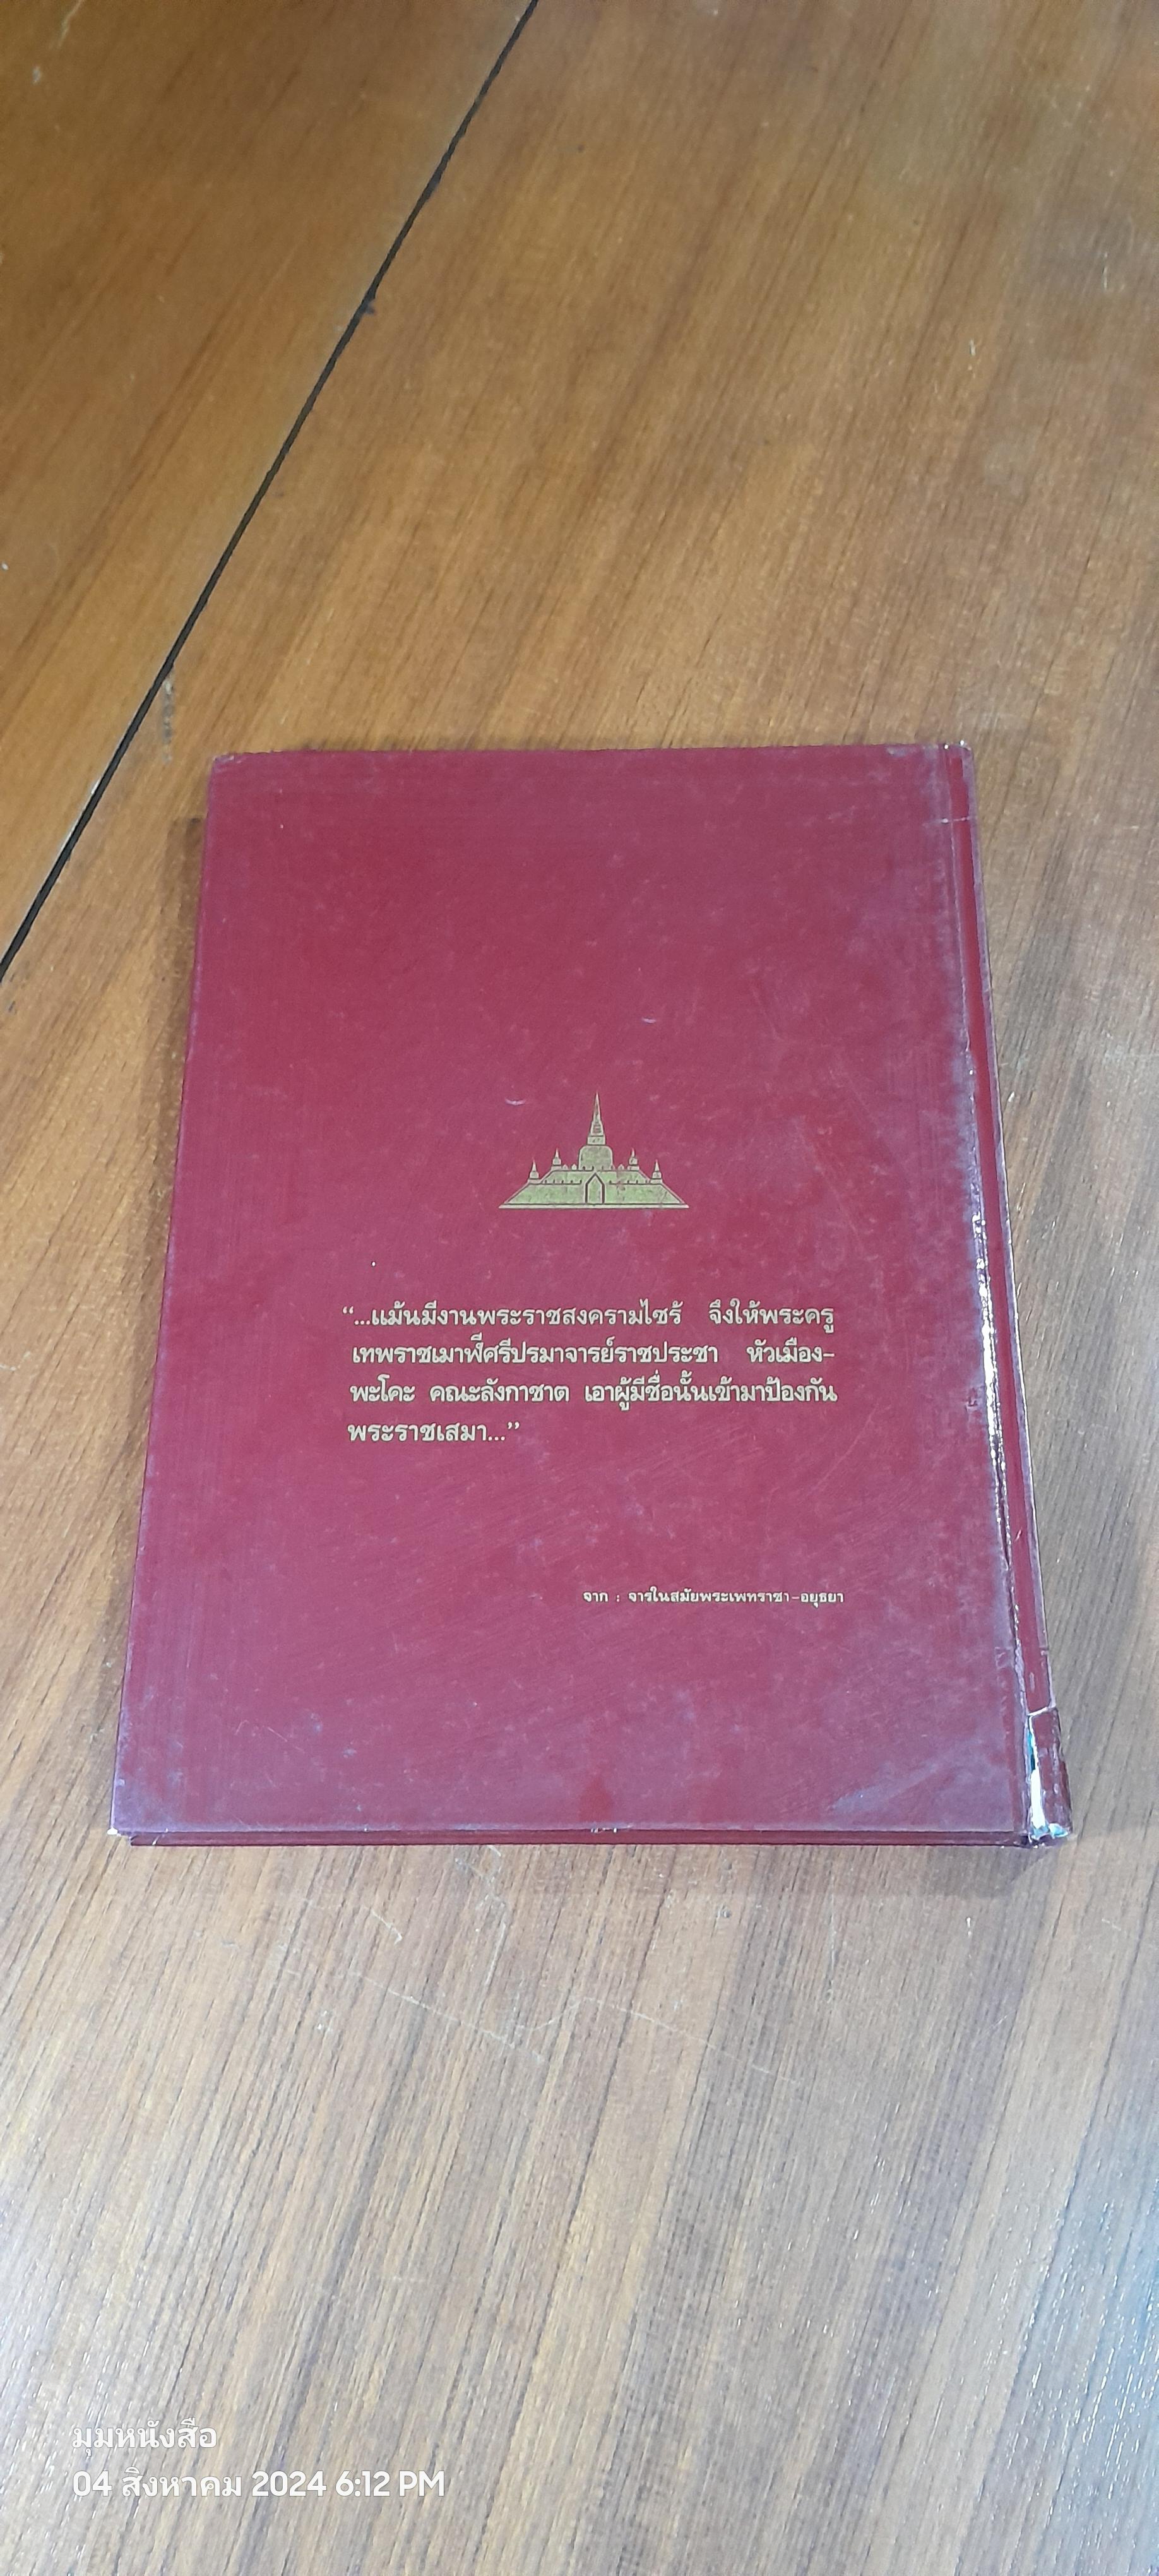 “...แม้นมีงานพระราชสงครามไซร้ จึงให้พระครู
เทพราชเมาฬีศรีปรมาจารย์ราชประชา หัวเมือง-
พะโคะ คณะลังกาชาต เอาผู้มีชื่อนั้นเข้ามาป้องกัน
พระราชเสมา...”
จาก : จารในสมัยพระเพทราชา-อยุธยา
มุมหนังสือ
04 สิงหาคม 2024 6:12 PM